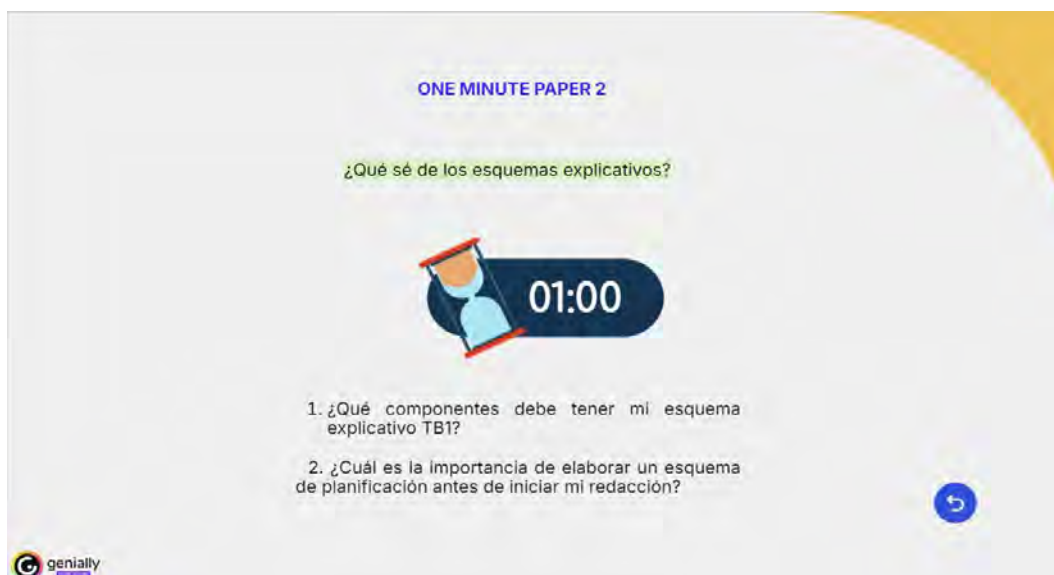 ONE MINUTE PAPER 2
¿Qué sé de los esquemas explicativos?
01:00
1. ¿Qué componentes debe tener mi esquema
explicativo TB1?
2. ¿Cuál es la importancia de elaborar un esquema
de planificación antes de iniciar mi redacción?
genially